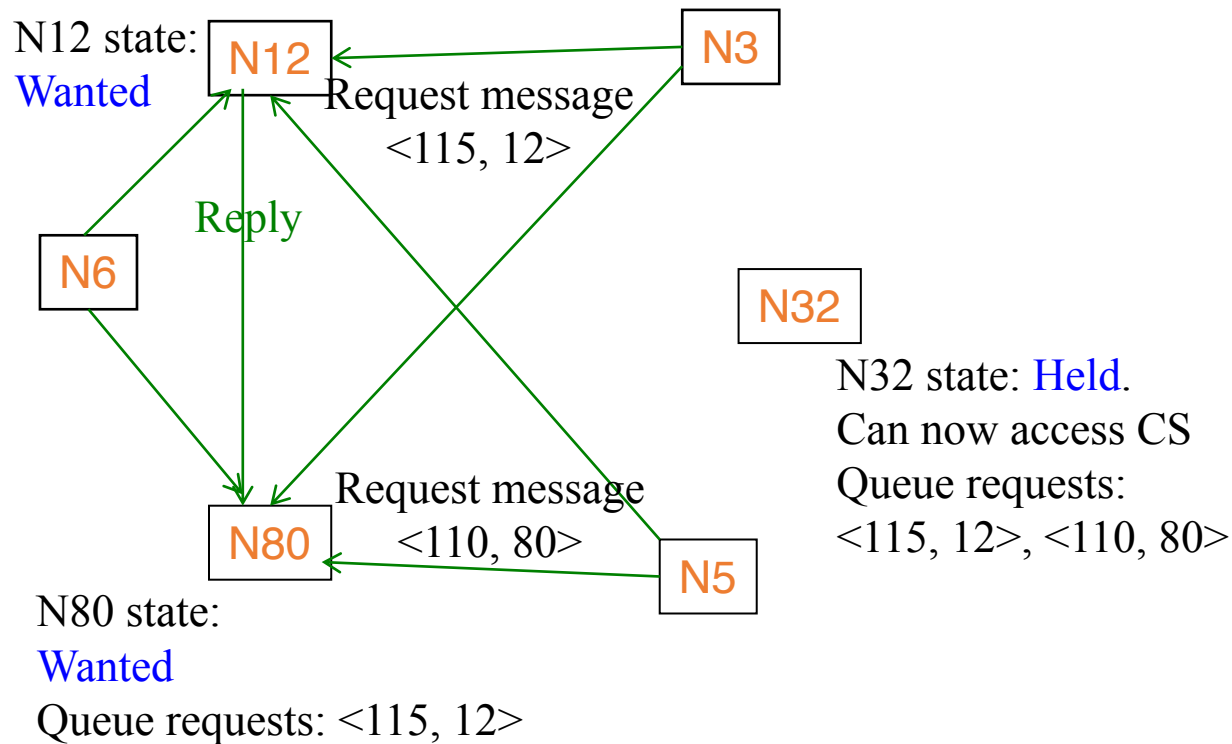 N12 state:
Wanted
N12
N3
Request message
<115, 12>
Reply
N6
N32
N32 state: Held.
Can now access CS
Queue requests:
<115, 12>, <110, 80>
Request message
<110, 80>
N80
N5
N80 state:
Wanted
Queue requests: <115, 12>